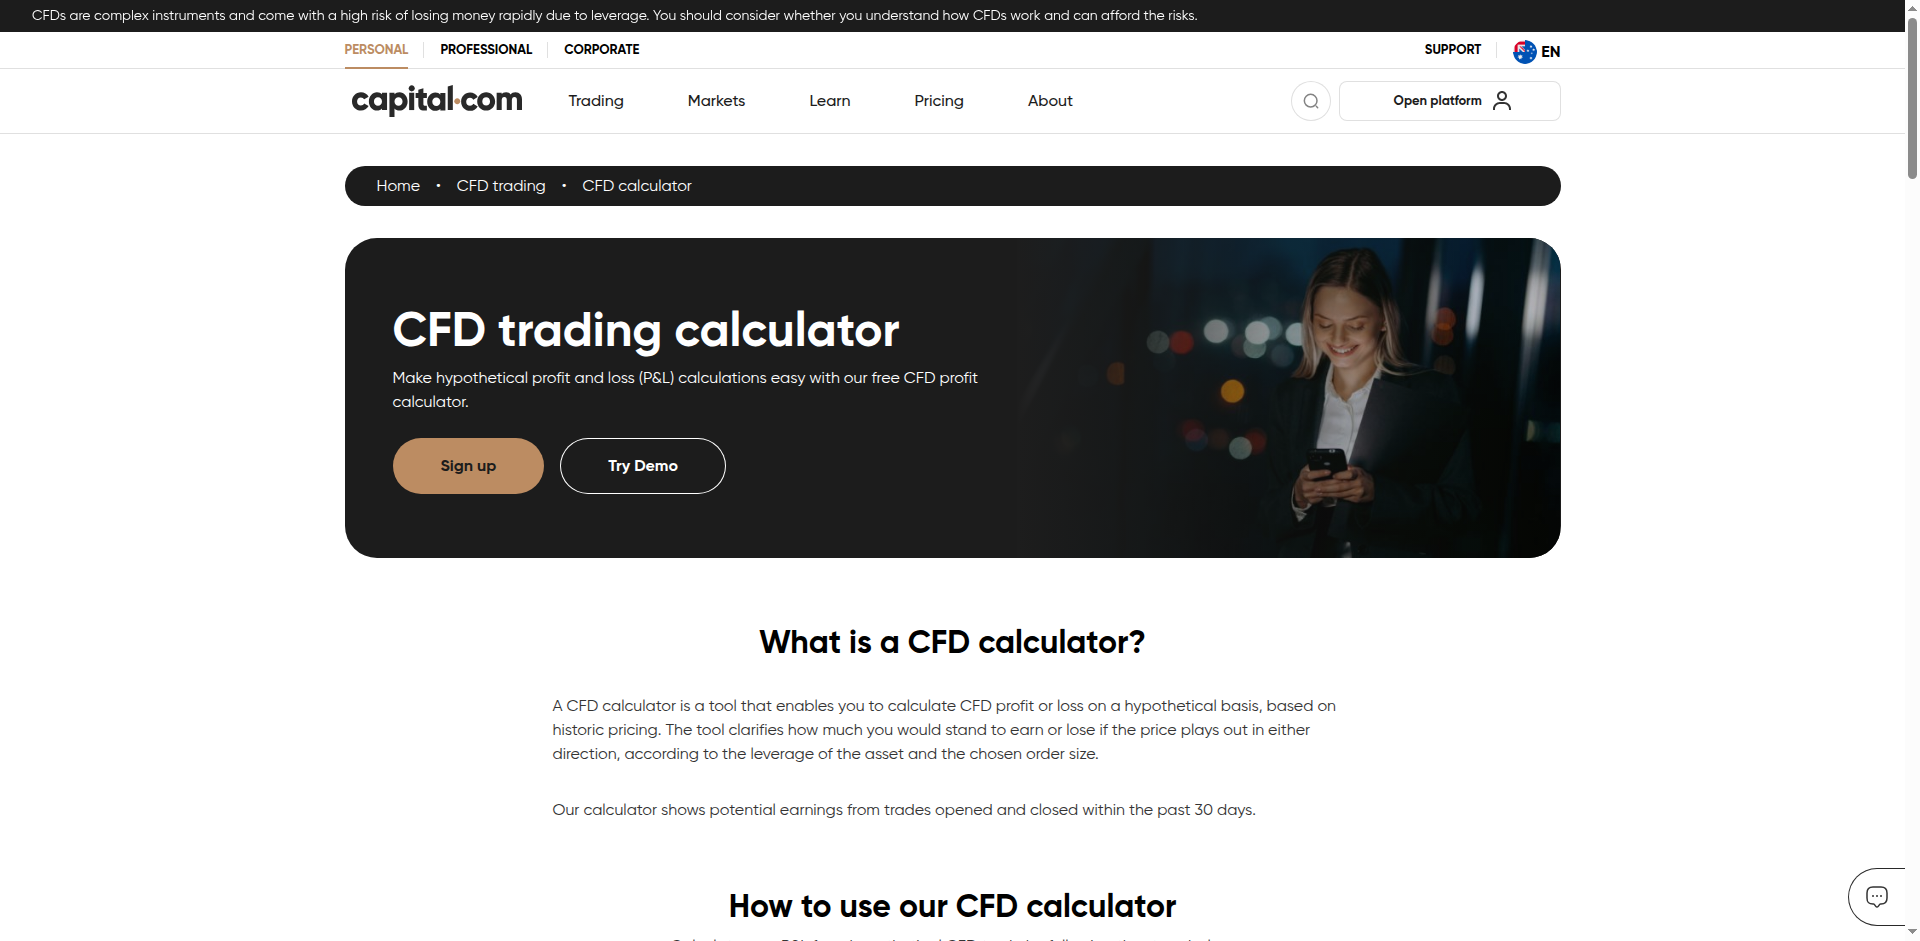 CFDs are complex instruments and come with a high risk of losing money rapidly due to leverage. You should consider whether you understand how CFDs work and can afford the risks.
PERSONAL
PROFESSIONAL
CORPORATE
SUPPORT
EN
capital.com
Trading
Markets
Learn
Pricing
About
Open platform
Home • CFD trading • CFD calculator
CFD trading calculator
Make hypothetical profit and loss (P&L) calculations easy with our free CFD profit
calculator.
Sign up
Try Demo
What is a CFD calculator?
A CFD calculator is a tool that enables you to calculate CFD profit or loss on a hypothetical basis, based on
historic pricing. The tool clarifies how much you would stand to earn or lose if the price plays out in either
direction, according to the leverage of the asset and the chosen order size.
Our calculator shows potential earnings from trades opened and closed within the past 30 days.
How to use our CFD calculator